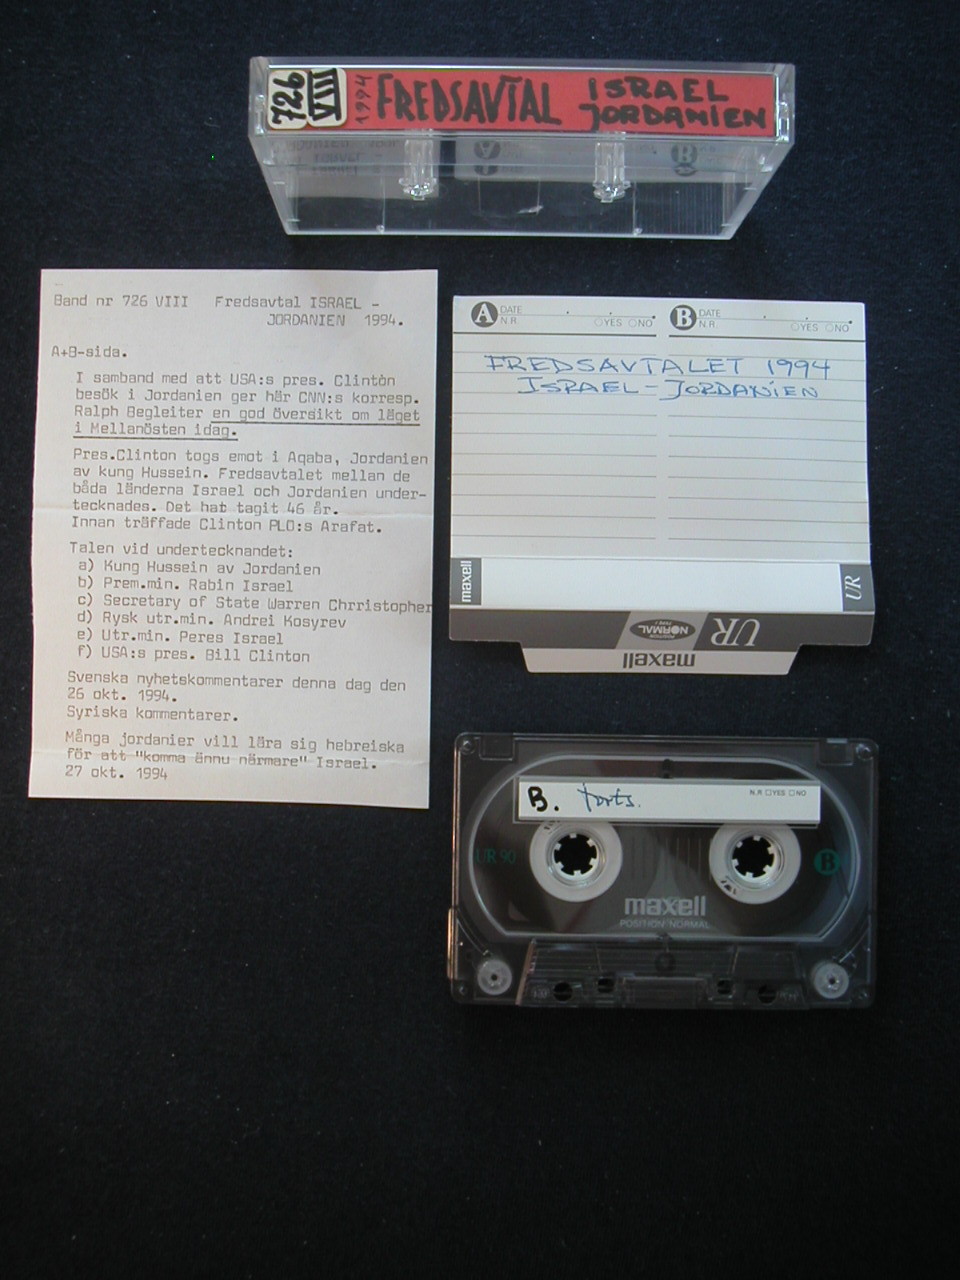 726
VIII
1994
FREDSAVTAL
ISRAEL
JORDANIEN
Band nr 726 VIII Fredsavtal ISRAEL -
JORDANIEN 1994.
A+B-sida.
I samband med att USA:s pres. Clintòn
besök i Jordanien ger här CNN:s korresp.
Ralph Begleiter en god översikt om läget
i Mellanösten idag.
Pres.Clinton togs emot i Aqaba, Jordanien
av kung Hussein. Fredsavtalet mellan de
båda länderna Israel och Jordanien under-
tecknades. Det hat tagit 46 år.
Innan träffade Clinton PLO:s Arafat.
Talen vid undertecknandet:
a) Kung Hussein av Jordanien
b) Prem.min. Rabin Israel
c) Secretary of State Warren Chrristopher
d) Rysk utr.min. Andrei Kosyrev
e) Utr.min. Peres Israel
f) USA:s pres. Bill Clinton
Svenska nyhetskommentarer denna dag den
26 okt. 1994.
Syriska kommentarer.
Många jordanier vill lära sig hebreiska
för att "komma ännu närmare" Israel.
27 okt. 1994
A DATE
N.R. YES NO
B DATE
N.R. YES NO
FREDSAVTALET 1994
ISRAEL - JORDANIEN
maxell
UR
UR
POSITION
NORMAL
TYPE I
maxell
B. forts.
N.R YES NO
UR 90
B
maxell
POSITION NORMAL